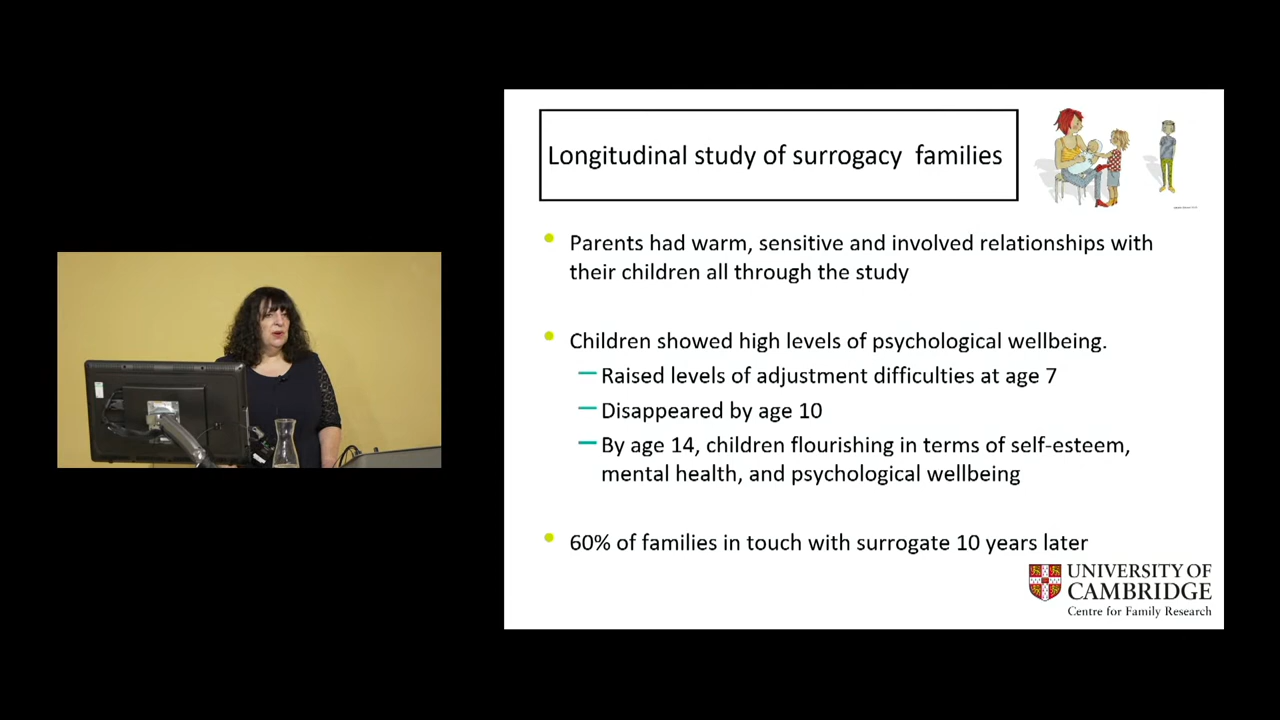 Longitudinal study of surrogacy  families
• Parents had warm, sensitive and involved relationships with
their children all through the study
• Children showed high levels of psychological wellbeing.
– Raised levels of adjustment difficulties at age 7
– Disappeared by age 10
– By age 14, children flourishing in terms of self-esteem,
mental health, and psychological wellbeing
• 60% of families in touch with surrogate 10 years later
UNIVERSITY OF
CAMBRIDGE
Centre for Family Research